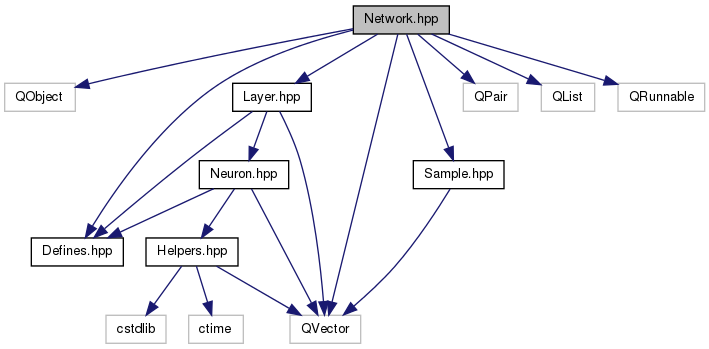 Network.hpp
QObject
Layer.hpp
QPair
QList
QRunnable
Neuron.hpp
Sample.hpp
Defines.hpp
Helpers.hpp
cstdlib
ctime
QVector